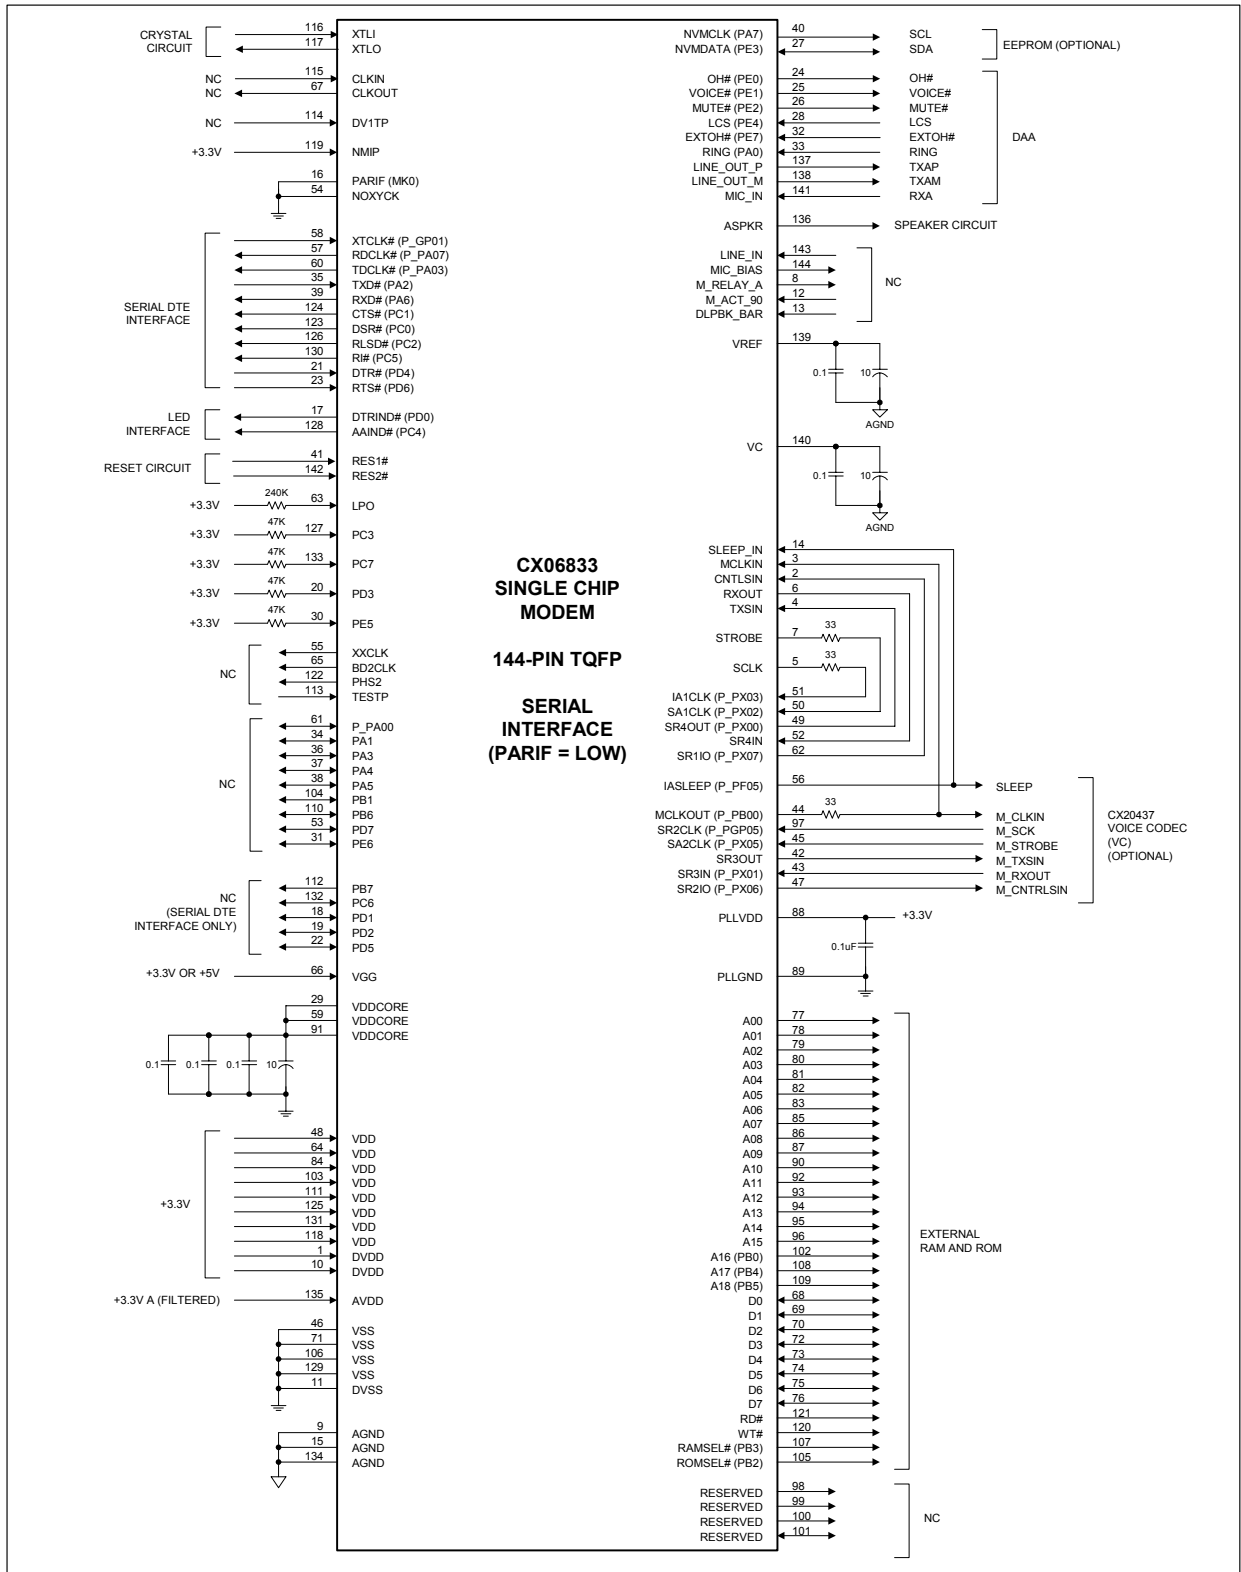 CRYSTAL
CIRCUIT
116 XTLI
117 XTLO
NC 115 CLKIN
NC 67 CLKOUT
NC 114 DV1TP
+3.3V 119 NMIP
16 PARIF (MK0)
54 NOXYCK
SERIAL DTE
INTERFACE
58 XTCLK# (P_GP01)
57 RDCLK# (P_PA07)
60 TDCLK# (P_PA03)
35 TXD# (PA2)
39 RXD# (PA6)
124 CTS# (PC1)
123 DSR# (PC0)
126 RLSD# (PC2)
130 RI# (PC5)
21 DTR# (PD4)
23 RTS# (PD6)
LED
INTERFACE
17 DTRIND# (PD0)
128 AAIND# (PC4)
RESET CIRCUIT
41 RES1#
142 RES2#
+3.3V 240K 63 LPO
+3.3V 47K 127 PC3
+3.3V 47K 133 PC7
+3.3V 47K 20 PD3
+3.3V 47K 30 PE5
NC
55 XXCLK
65 BD2CLK
122 PHS2
113 TESTP
NC
61 P_PA00
34 PA1
36 PA3
37 PA4
38 PA5
104 PB1
110 PB6
53 PD7
31 PE6
NC
(SERIAL DTE
INTERFACE ONLY)
112 PB7
132 PC6
18 PD1
19 PD2
22 PD5
+3.3V OR +5V 66 VGG
29 VDDCORE
59 VDDCORE
91 VDDCORE
0.1 0.1 0.1 10
+3.3V
48 VDD
64 VDD
84 VDD
103 VDD
111 VDD
125 VDD
131 VDD
118 VDD
1 DVDD
10 DVDD
+3.3V A (FILTERED) 135 AVDD
46 VSS
71 VSS
106 VSS
129 VSS
11 DVSS
9 AGND
15 AGND
134 AGND
CX06833
SINGLE CHIP
MODEM
144-PIN TQFP
SERIAL
INTERFACE
(PARIF = LOW)
NVMCLK (PA7) 40 SCL
NVMDATA (PE3) 27 SDA
EEPROM (OPTIONAL)
OH# (PE0) 24 OH#
VOICE# (PE1) 25 VOICE#
MUTE# (PE2) 26 MUTE#
LCS (PE4) 28 LCS
EXTOH# (PE7) 32 EXTOH#
RING (PA0) 33 RING
LINE_OUT_P 137 TXAP
LINE_OUT_M 138 TXAM
MIC_IN 141 RXA
DAA
ASPKR 136 SPEAKER CIRCUIT
LINE_IN 143
MIC_BIAS 144
M_RELAY_A 8
M_ACT_90 12
DLPBK_BAR 13
NC
VREF 139
0.1 10
AGND
VC 140
0.1 10
AGND
SLEEP_IN 14
MCLKIN 3
CNTLSIN 2
RXOUT 6
TXSIN 4
STROBE 7 33
SCLK 5 33
IA1CLK (P_PX03) 51
SA1CLK (P_PX02) 50
SR4OUT (P_PX00) 49
SR4IN 52
SR1IO (P_PX07) 62
IASLEEP (P_PF05) 56 SLEEP
MCLKOUT (P_PB00) 44 33 M_CLKIN
SR2CLK (P_PGP05) 97 M_SCK
SA2CLK (P_PX05) 45 M_STROBE
SR3OUT 42 M_TXSIN
SR3IN (P_PX01) 43 M_RXOUT
SR2IO (P_PX06) 47 M_CNTRLSIN
CX20437
VOICE CODEC
(VC)
(OPTIONAL)
PLLVDD 88 +3.3V
0.1uF
PLLGND 89
A00 77
A01 78
A02 79
A03 80
A04 81
A05 82
A06 83
A07 85
A08 86
A09 87
A10 90
A11 92
A12 93
A13 94
A14 95
A15 96
A16 (PB0) 102
A17 (PB4) 108
A18 (PB5) 109
D0 68
D1 69
D2 70
D3 72
D4 73
D5 74
D6 75
D7 76
RD# 121
WT# 120
RAMSEL# (PB3) 107
ROMSEL# (PB2) 105
EXTERNAL
RAM AND ROM
RESERVED 98
RESERVED 99
RESERVED 100
RESERVED 101
NC